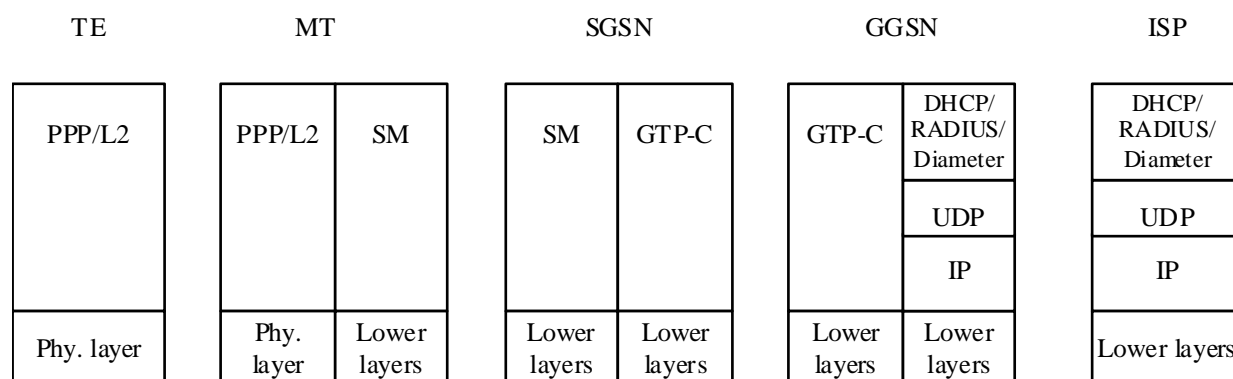 TE
MT
SGSN
GGSN
ISP
PPP/L2
PPP/L2
SM
SM
GTP-C
GTP-C
DHCP/
RADIUS/
Diameter
DHCP/
RADIUS/
Diameter
UDP
UDP
IP
IP
Phy. layer
Phy.
layer
Lower
layers
Lower
layers
Lower
layers
Lower
layers
Lower
layers
Lower layers